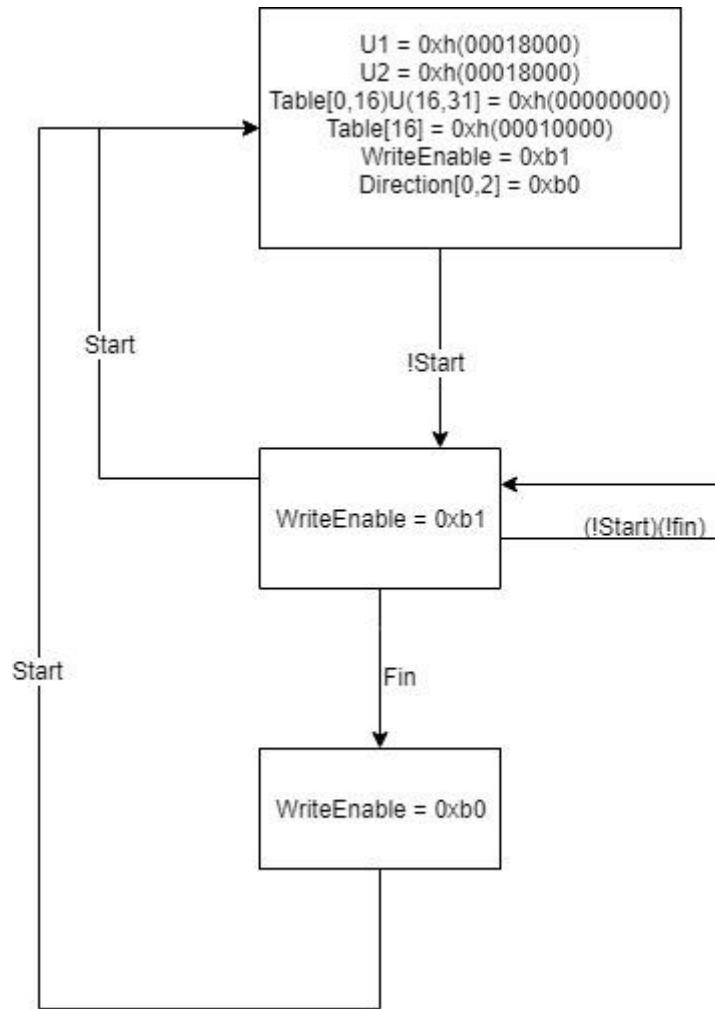 U1 = 0xh(00018000)
U2 = 0xh(00018000)
Table[0,16)U(16,31] = 0xh(00000000)
Table[16] = 0xh(00010000)
WriteEnable = 0xb1
Direction[0,2] = 0xb0
Start
!Start
WriteEnable = 0xb1
(!Start)(!fin)
Start
Fin
WriteEnable = 0xb0